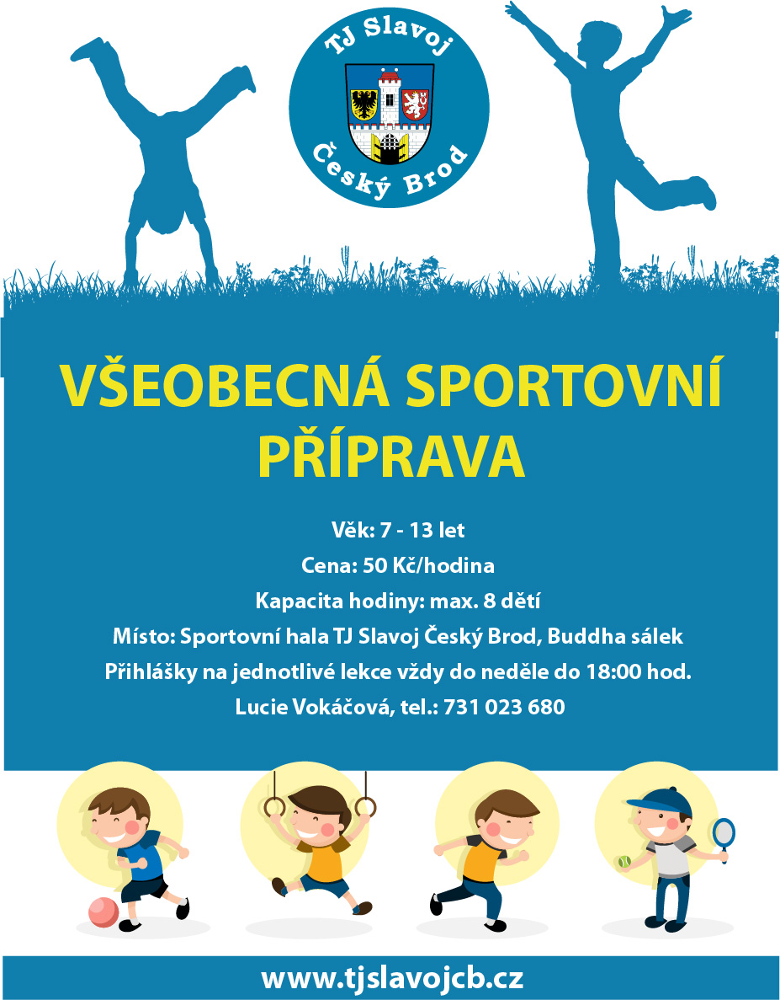 TJ Slavoj
Český Brod
VŠEOBECNÁ SPORTOVNÍ
PŘÍPRAVA
Věk: 7 - 13 let
Cena: 50 Kč/hodina
Kapacita hodiny: max. 8 dětí
Místo: Sportovní hala TJ Slavoj Český Brod, Buddha sálek
Přihlášky na jednotlivé lekce vždy do neděle do 18:00 hod.
Lucie Vokáčová, tel.: 731 023 680
www.tjslavojcb.cz